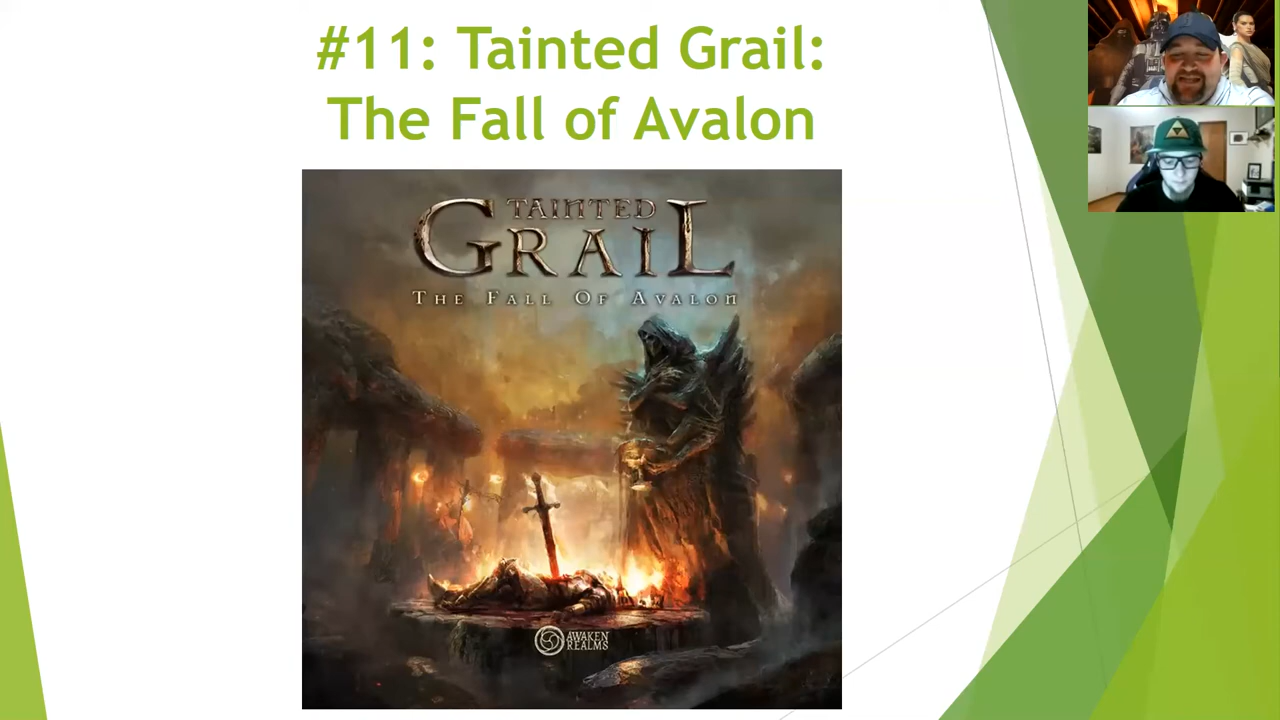 #11: Tainted Grail:
The Fall of Avalon
TAINTED
GRAIL
THE FALL OF AVALON
AWAKEN
REALMS